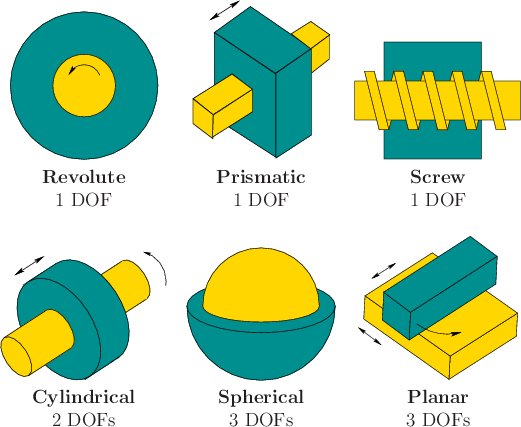 Revolute
1 DOF
Prismatic
1 DOF
Screw
1 DOF
Cylindrical
2 DOFs
Spherical
3 DOFs
Planar
3 DOFs